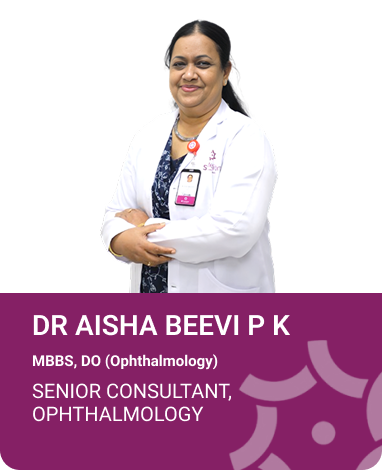 DR AISHA BEEVI P K
MBBS, DO (Ophthalmology)
SENIOR CONSULTANT,
OPHTHALMOLOGY